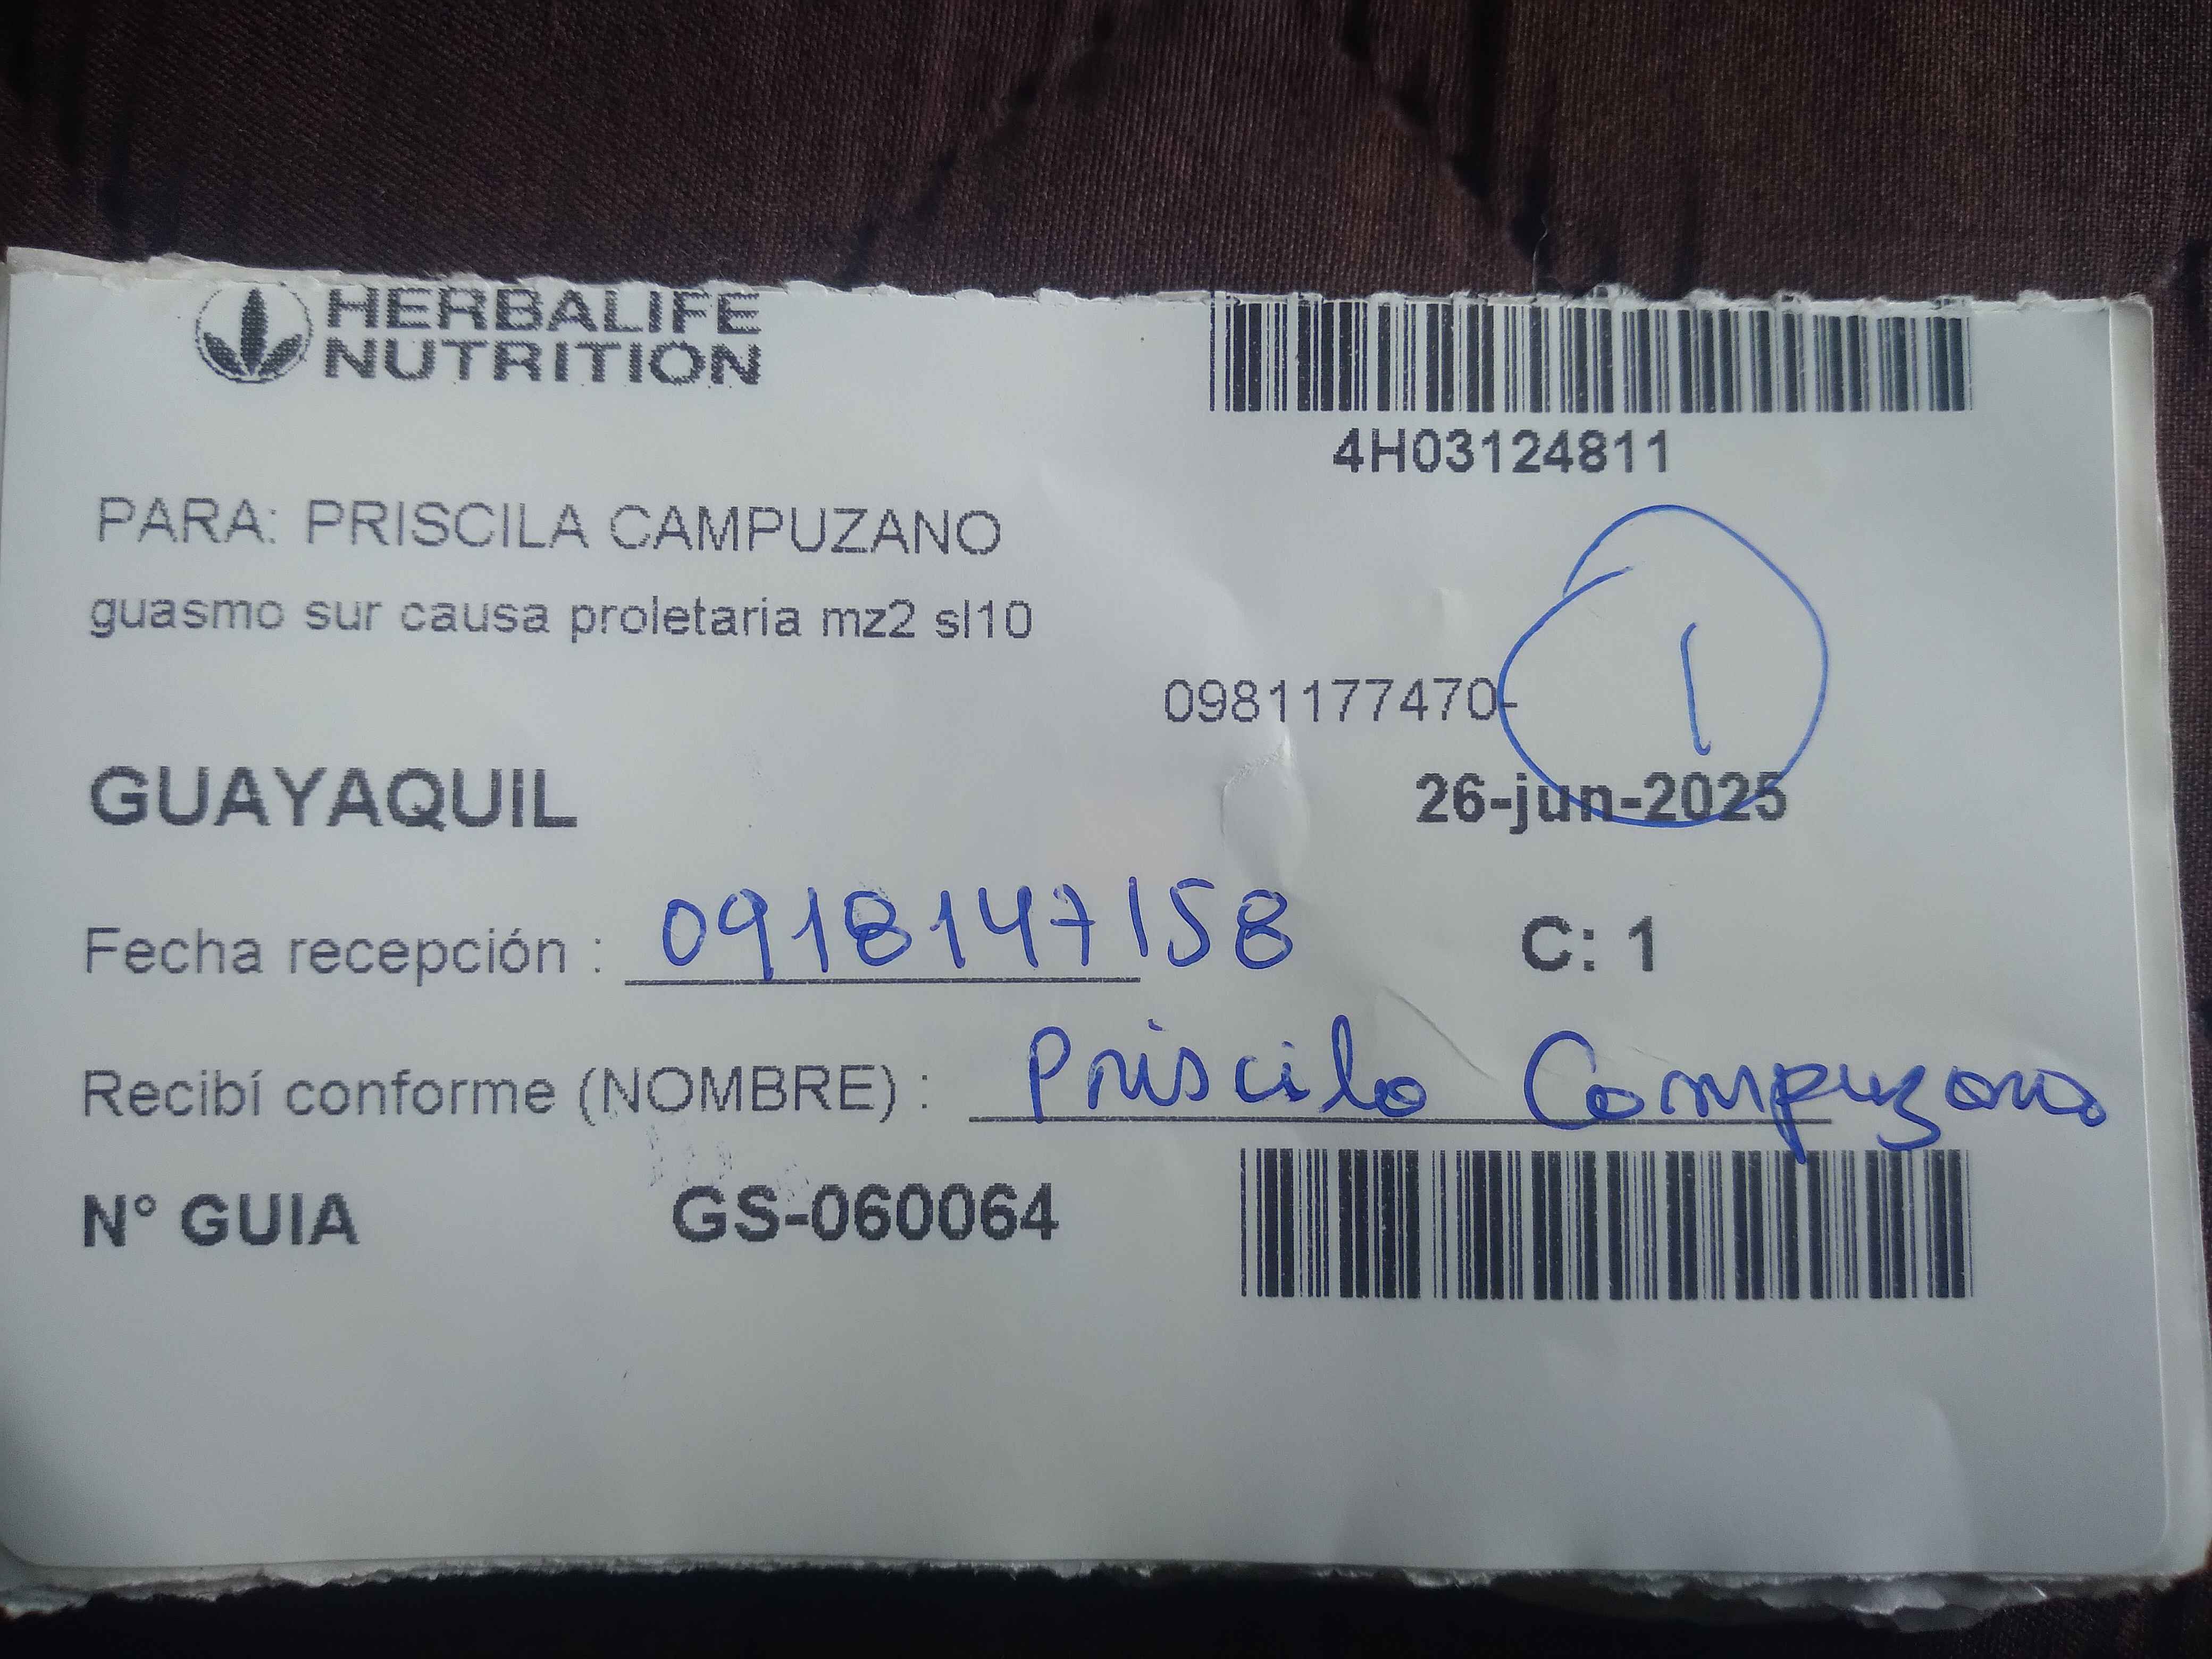 HERBALIFE
NUTRITION
4H03124811
PARA: PRISCILA CAMPUZANO
guasmo sur causa proletaria mz2 sl10
0981177470-
1
GUAYAQUIL
26-jun-2025
Fecha recepción : 0918147158
C: 1
Recibí conforme (NOMBRE) : Priscila Campuzano
N° GUIA GS-060064